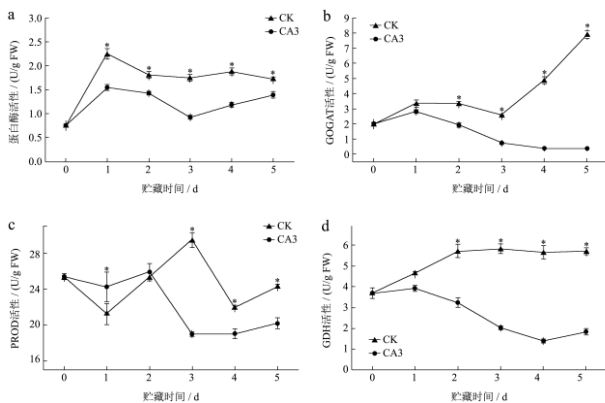 a
蛋白酶活性 / (U/g FW)
3.0
2.5
2.0
1.5
1.0
0.5
0.0
CK
CA3
* * * * *
0 1 2 3 4 5
贮藏时间 / d
b
GOGAT活性 / (U/g FW)
9
8
7
6
5
4
3
2
1
0
CK
CA3
* * * *
0 1 2 3 4 5
贮藏时间 / d
c
PROD活性 / (U/g FW)
28
24
20
16
CK
CA3
* * * *
0 1 2 3 4 5
贮藏时间 / d
d
GDH活性 / (U/g FW)
6
5
4
3
2
1
0
CK
CA3
* * * *
0 1 2 3 4 5
贮藏时间 / d